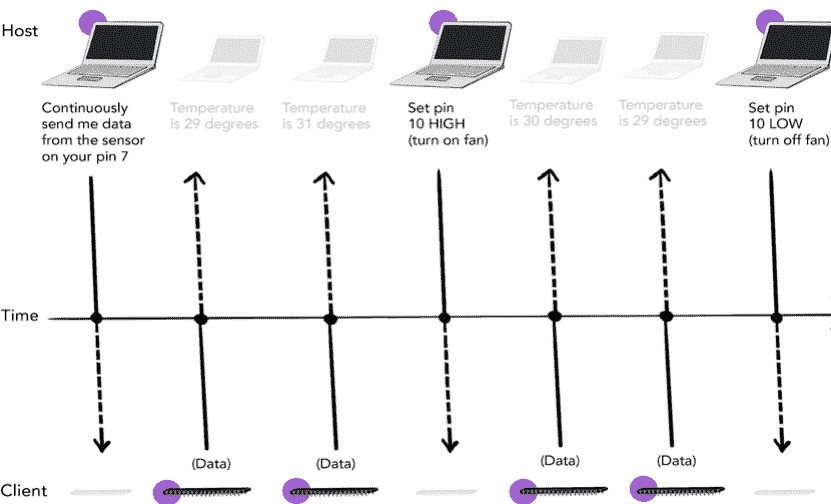 Host
Continuously
send me data
from the sensor
on your pin 7
Temperature
is 29 degrees
Temperature
is 31 degrees
Set pin
10 HIGH
(turn on fan)
Temperature
is 30 degrees
Temperature
is 29 degrees
Set pin
10 LOW
(turn off fan)
Time
(Data)
(Data)
(Data)
(Data)
Client